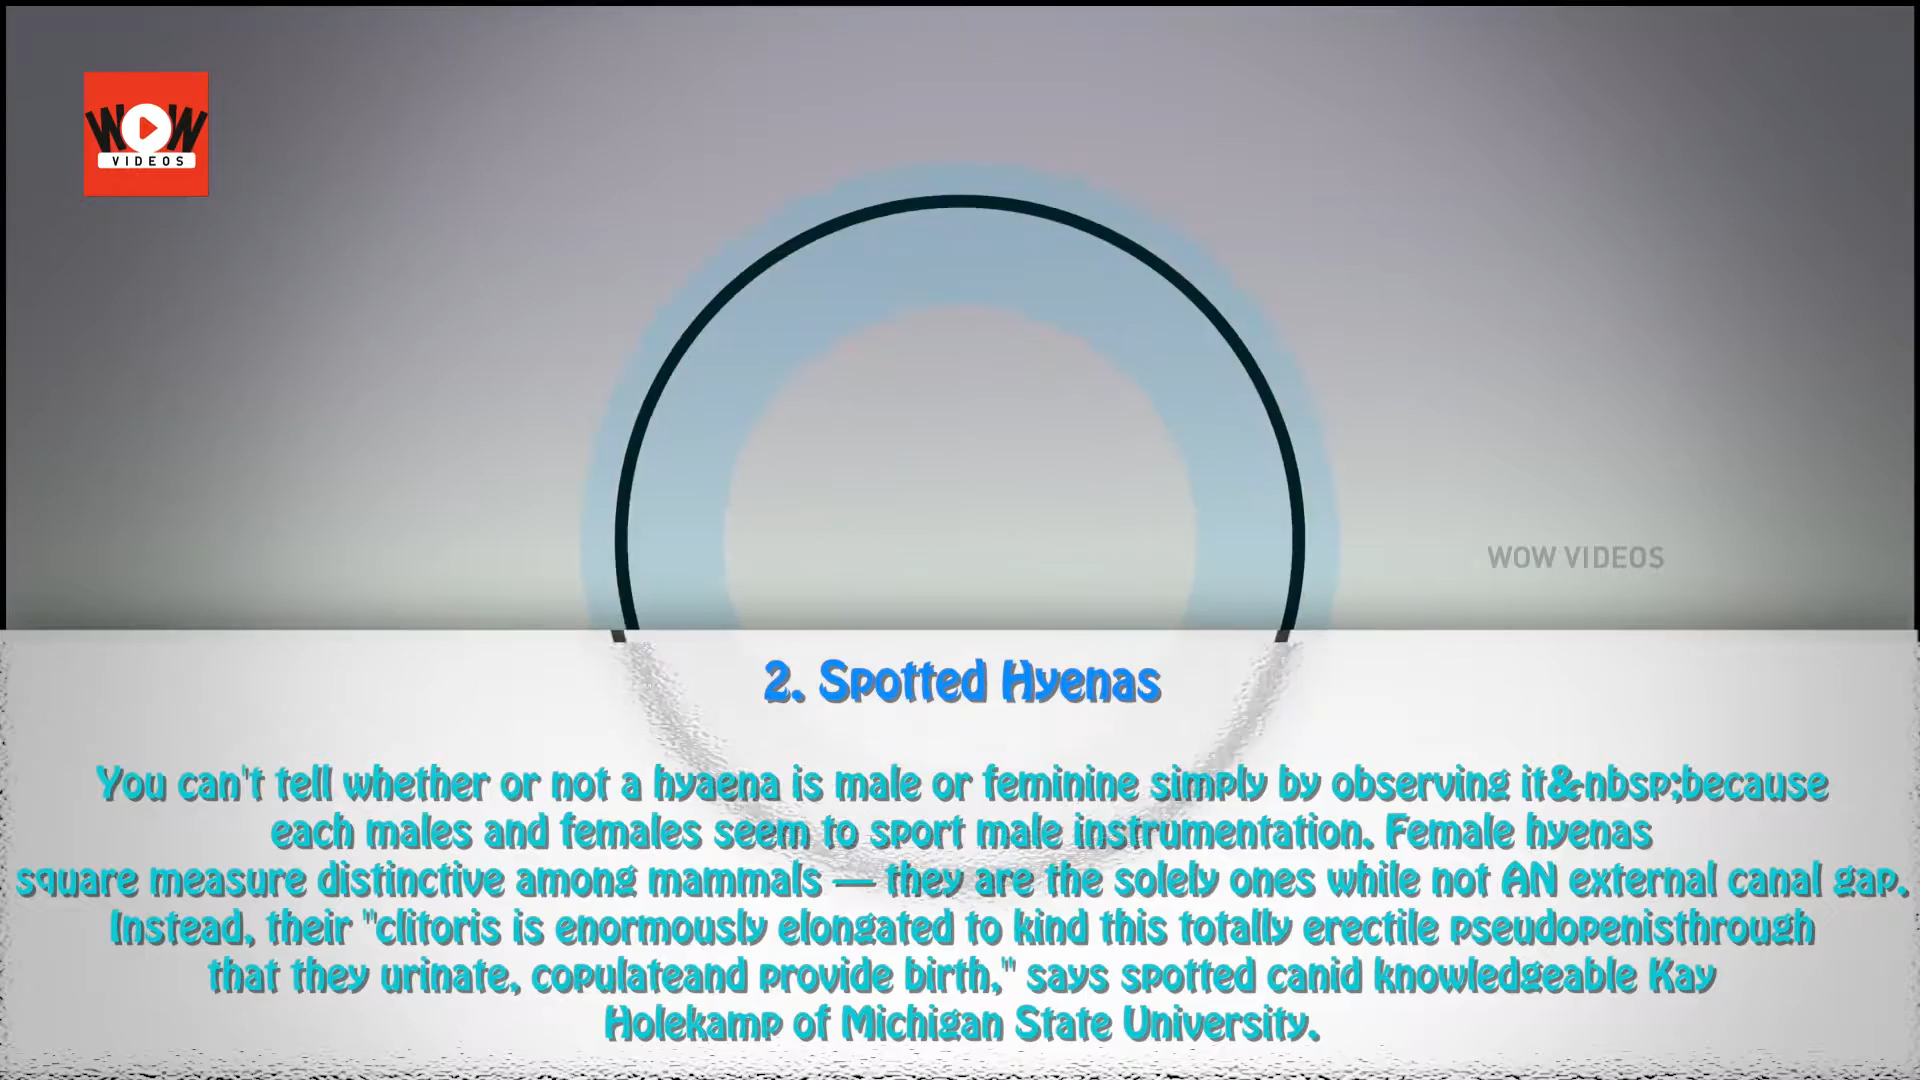 WOW
VIDEOS
WOW VIDEOS
2. Spotted Hyenas
You can't tell whether or not a hyaena is male or feminine simply by observing it&nbsp;because
each males and females seem to sport male instrumentation. Female hyenas
square measure distinctive among mammals — they are the solely ones while not AN external canal gap.
Instead, their "clitoris is enormously elongated to kind this totally erectile pseudopenisthrough
that they urinate, copulateand provide birth," says spotted canid knowledgeable Kay
Holekamp of Michigan State University.